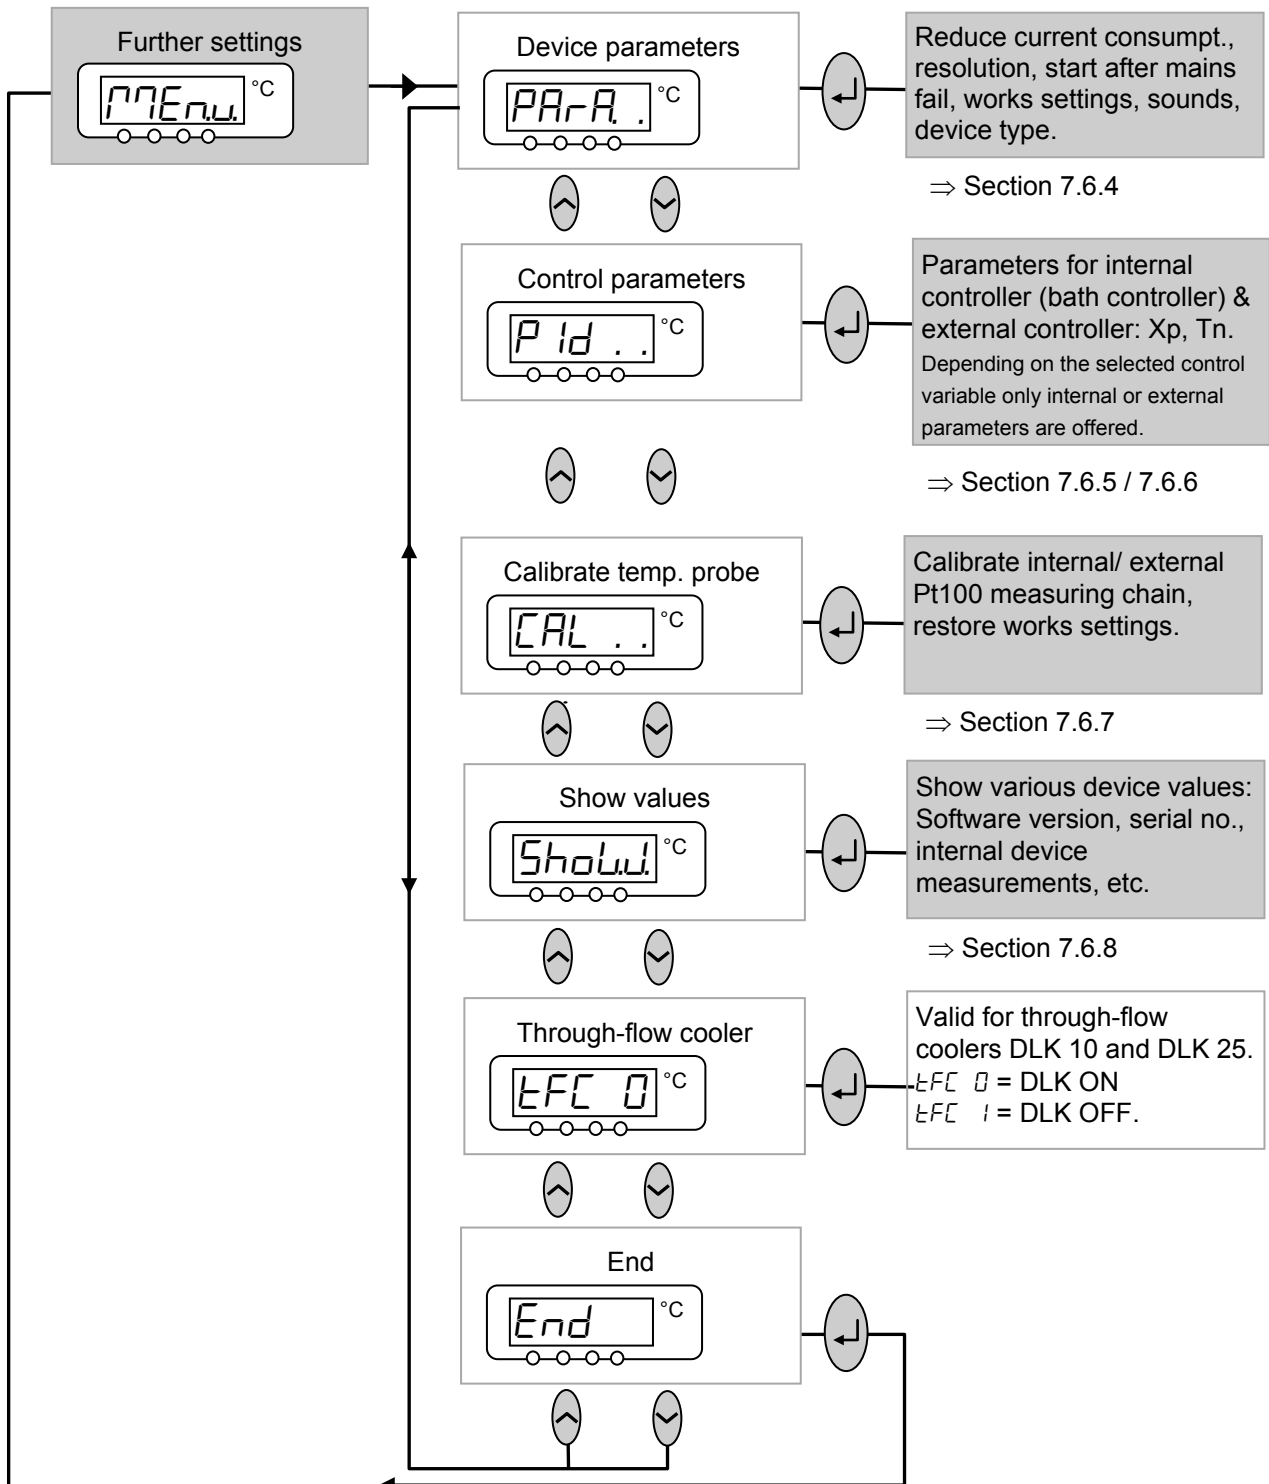 Further settings
MEn.u.
°C
Device parameters
PArA. .
°C
Reduce current consumpt.,
resolution, start after mains
fail, works settings, sounds,
device type.
⇒ Section 7.6.4
Control parameters
PId . .
°C
Parameters for internal
controller (bath controller) &
external controller: Xp, Tn.
Depending on the selected control
variable only internal or external
parameters are offered.
⇒ Section 7.6.5 / 7.6.6
Calibrate temp. probe
CAL . .
°C
Calibrate internal/ external
Pt100 measuring chain,
restore works settings.
⇒ Section 7.6.7
Show values
Sho.W.
°C
Show various device values:
Software version, serial no.,
internal device
measurements, etc.
⇒ Section 7.6.8
Through-flow cooler
tFC 0
°C
Valid for through-flow
coolers DLK 10 and DLK 25.
tFC 0 = DLK ON
tFC 1 = DLK OFF.
End
End
°C